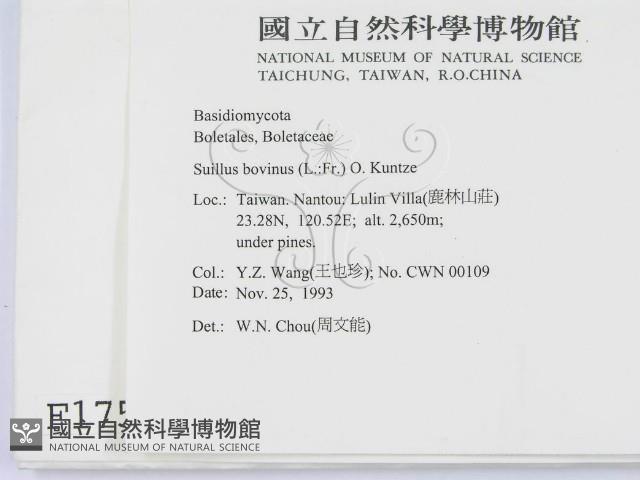 國立自然科學博物館
NATIONAL MUSEUM OF NATURAL SCIENCE
TAICHUNG, TAIWAN, R.O.CHINA
Basidiomycota
Boletales, Boletaceae
Suillus bovinus (L.:Fr.) O. Kuntze
Loc.: Taiwan. Nantou: Lulin Villa(鹿林山莊)
23.28N, 120.52E; alt. 2,650m;
under pines.
Col.: Y.Z. Wang(王也珍); No. CWN 00109
Date: Nov. 25, 1993
Det.: W.N. Chou(周文能)
F175
國立自然科學博物館
NATIONAL MUSEUM OF NATURAL SCIENCE